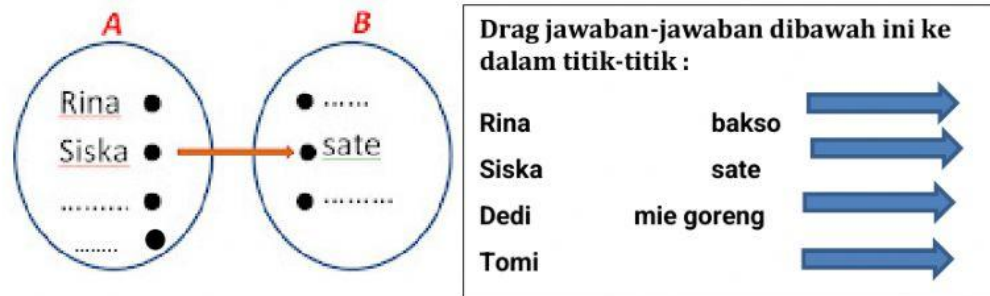 A B
Rina ● ● ......
Siska ● ● sate
.......... ● ● .........
........ ●
Drag jawaban-jawaban dibawah ini ke
dalam titik-titik :
Rina bakso
Siska sate
Dedi mie goreng
Tomi